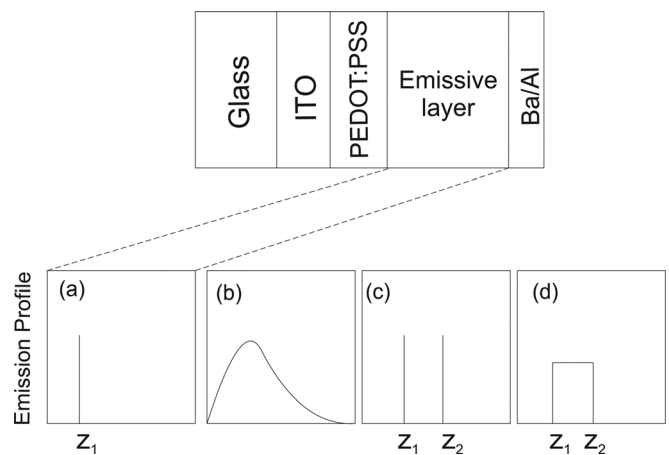 Glass
ITO
PEDOT:PSS
Emissive
layer
Ba/Al
Emission Profile
(a)
(b)
(c)
(d)
z₁
z₁ z₂
z₁ z₂